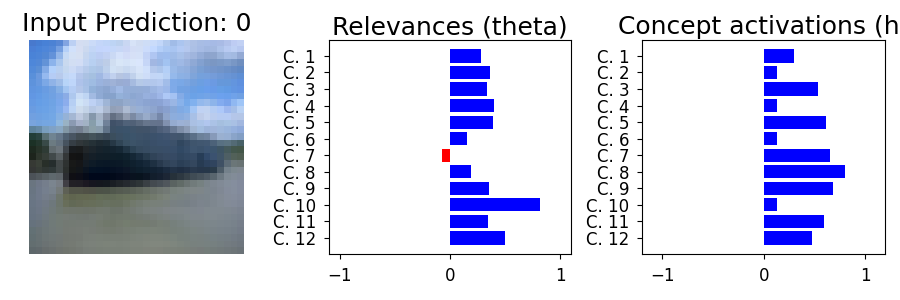 Input Prediction: 0
Relevances (theta)
C. 1
C. 2
C. 3
C. 4
C. 5
C. 6
C. 7
C. 8
C. 9
C. 10
C. 11
C. 12
−1 0 1
Concept activations (h
C. 1
C. 2
C. 3
C. 4
C. 5
C. 6
C. 7
C. 8
C. 9
C. 10
C. 11
C. 12
−1 0 1